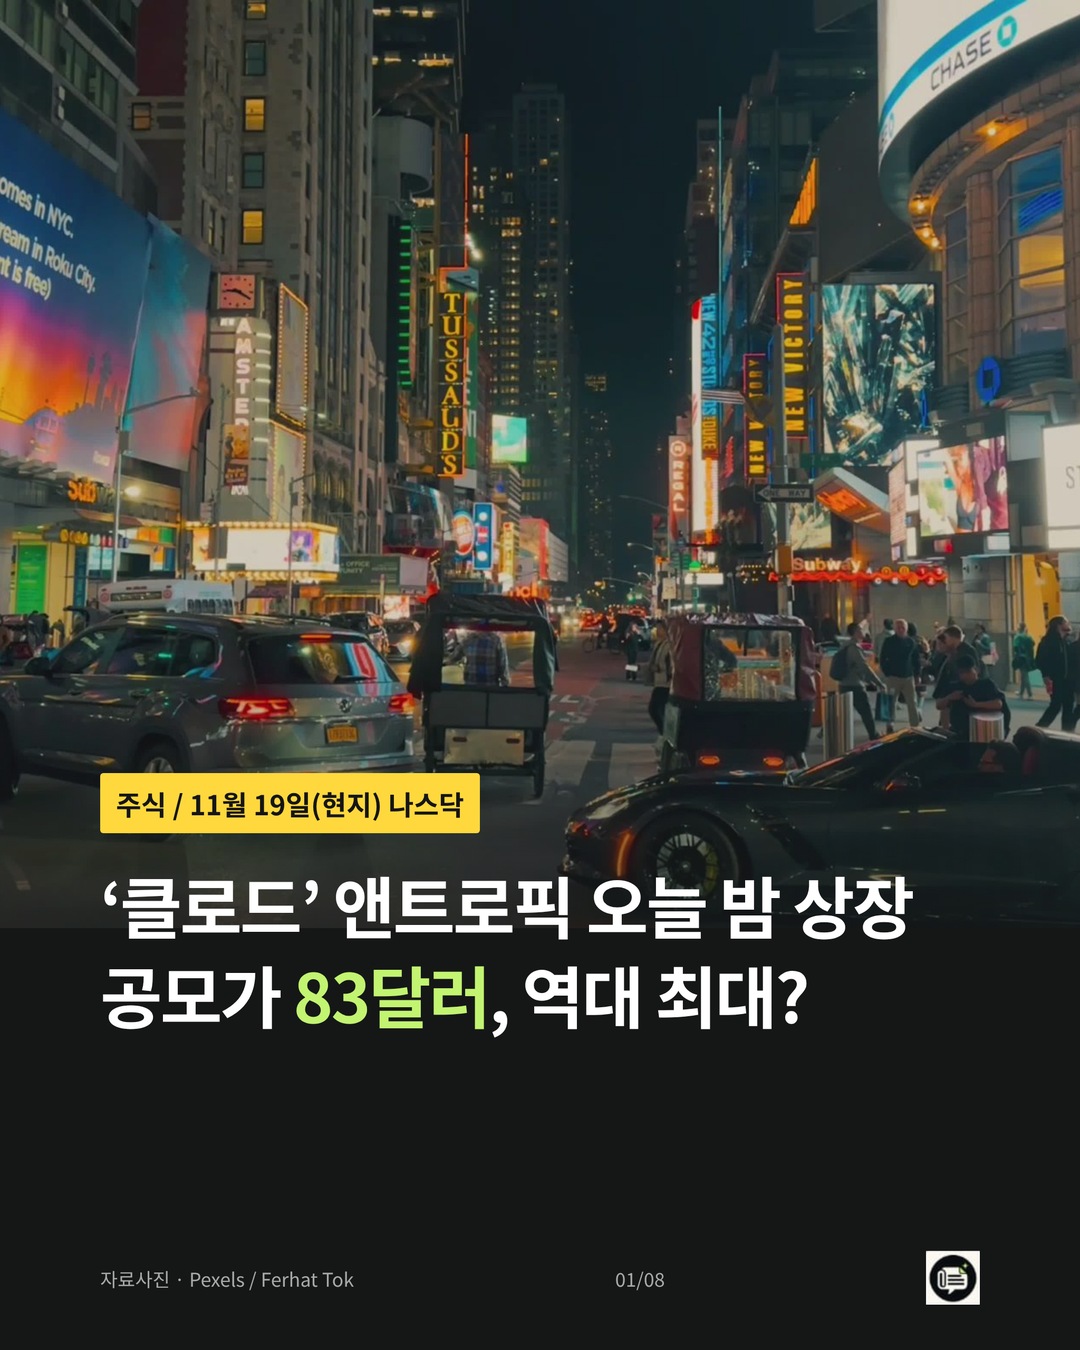 CHASE
omes in NYC.
ream in Roku City.
nt is free)
AMSTER
TUSSAUDS
NEW VICTORY
NEW 42
REGAL
ONE WAY
Subway
주식 / 11월 19일(현지) 나스닥
‘클로드’ 앤트로픽 오늘 밤 상장
공모가 83달러, 역대 최대?
자료사진 · Pexels / Ferhat Tok
01/08